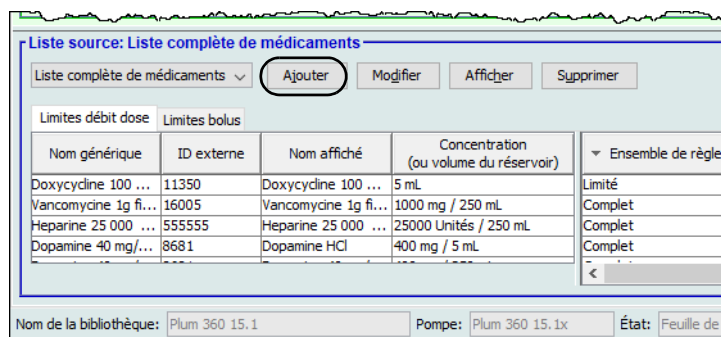 Liste source: Liste complète de médicaments
Liste complète de médicaments Ajouter Modifier Afficher Supprimer
Limites débit dose Limites bolus
Nom générique ID externe Nom affiché Concentration (ou volume du réservoir) Ensemble de règle
Doxycycline 100 ... 11350 Doxycycline 100 ... 5 mL Limité
Vancomycine 1g fi... 16005 Vancomycine 1g fi... 1000 mg / 250 mL Complet
Heparine 25 000 ... 555555 Heparine 25 000 ... 25000 Unités / 250 mL Complet
Dopamine 40 mg/... 8681 Dopamine HCl 400 mg / 5 mL Complet
Nom de la bibliothèque: Plum 360 15.1 Pompe: Plum 360 15.1x État: Feuille de